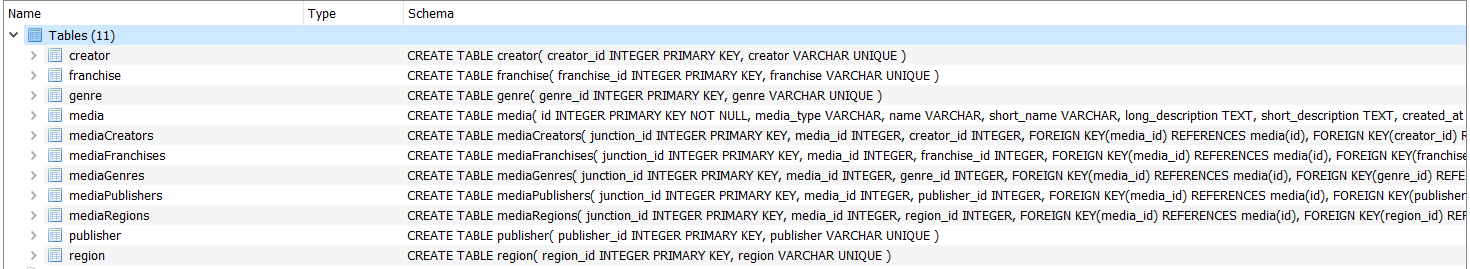 Name Type Schema
Tables (11)
creator CREATE TABLE creator( creator_id INTEGER PRIMARY KEY, creator VARCHAR UNIQUE )
franchise CREATE TABLE franchise( franchise_id INTEGER PRIMARY KEY, franchise VARCHAR UNIQUE )
genre CREATE TABLE genre( genre_id INTEGER PRIMARY KEY, genre VARCHAR UNIQUE )
media CREATE TABLE media( id INTEGER PRIMARY KEY NOT NULL, media_type VARCHAR, name VARCHAR, short_name VARCHAR, long_description TEXT, short_description TEXT, created_at
mediaCreators CREATE TABLE mediaCreators( junction_id INTEGER PRIMARY KEY, media_id INTEGER, creator_id INTEGER, FOREIGN KEY(media_id) REFERENCES media(id), FOREIGN KEY(creator_id) R
mediaFranchises CREATE TABLE mediaFranchises( junction_id INTEGER PRIMARY KEY, media_id INTEGER, franchise_id INTEGER, FOREIGN KEY(media_id) REFERENCES media(id), FOREIGN KEY(franchise
mediaGenres CREATE TABLE mediaGenres( junction_id INTEGER PRIMARY KEY, media_id INTEGER, genre_id INTEGER, FOREIGN KEY(media_id) REFERENCES media(id), FOREIGN KEY(genre_id) REFE
mediaPublishers CREATE TABLE mediaPublishers( junction_id INTEGER PRIMARY KEY, media_id INTEGER, publisher_id INTEGER, FOREIGN KEY(media_id) REFERENCES media(id), FOREIGN KEY(publisher
mediaRegions CREATE TABLE mediaRegions( junction_id INTEGER PRIMARY KEY, media_id INTEGER, region_id INTEGER, FOREIGN KEY(media_id) REFERENCES media(id), FOREIGN KEY(region_id) REF
publisher CREATE TABLE publisher( publisher_id INTEGER PRIMARY KEY, publisher VARCHAR UNIQUE )
region CREATE TABLE region( region_id INTEGER PRIMARY KEY, region VARCHAR UNIQUE )